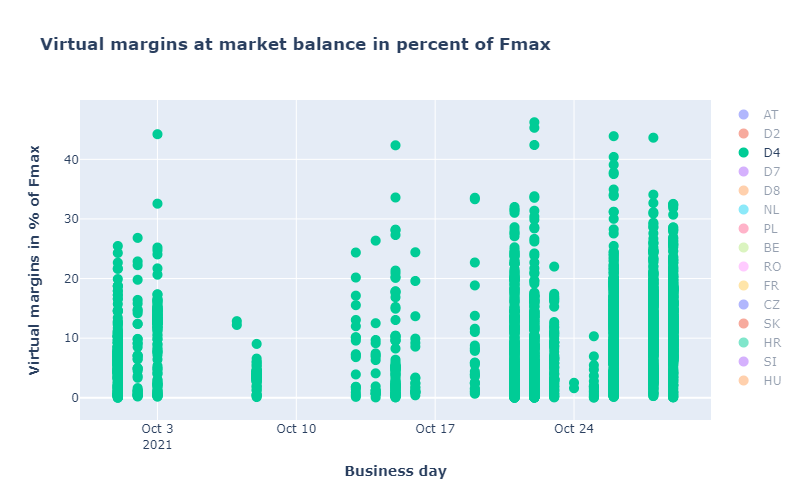 Virtual margins at market balance in percent of Fmax
Virtual margins in % of Fmax
40
30
20
10
0
Oct 3
2021
Oct 10
Oct 17
Oct 24
Business day
AT
D2
D4
D7
D8
NL
PL
BE
RO
FR
CZ
SK
HR
SI
HU